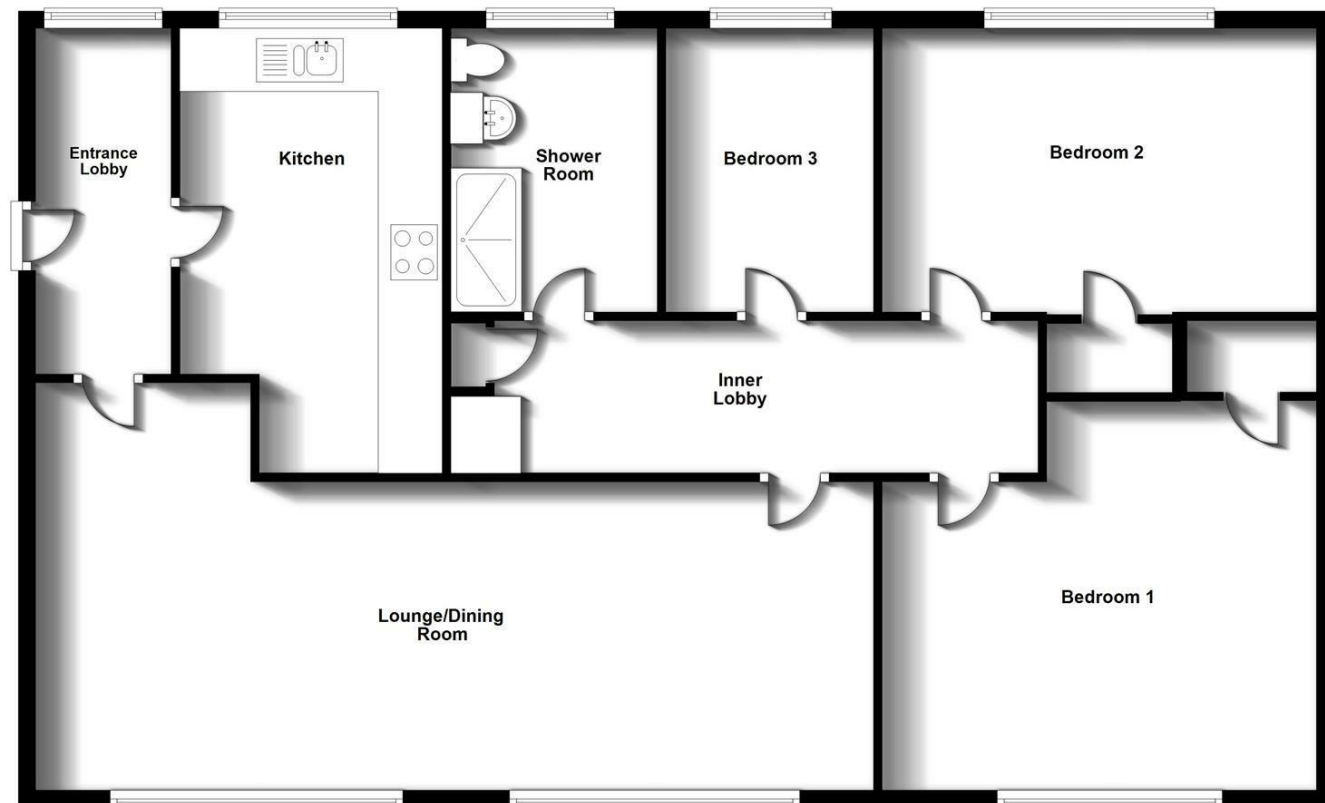 Entrance
Lobby
Kitchen
Shower
Room
Bedroom 3
Bedroom 2
Inner
Lobby
Lounge/Dining
Room
Bedroom 1